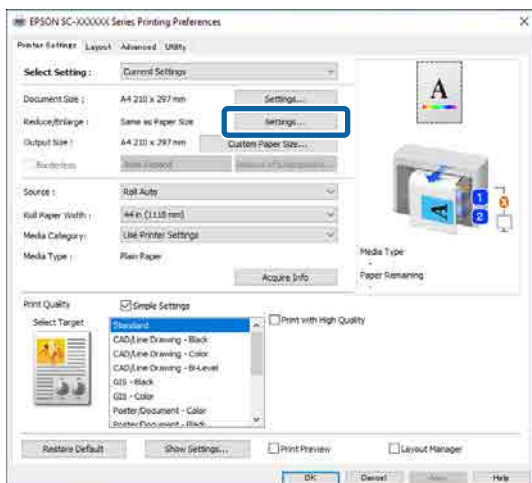 EPSON SC-XXXXXX Series Printing Preferences
Printer Settings Layout Advanced Utility
Select Setting : Current Settings
Document Size : A4 210 x 297 mm Settings...
Reduce/Enlarge : Same as Paper Size Settings...
Output Size : A4 210 x 297 mm Custom Paper Size...
Borderless
Source : Roll Auto
Roll Paper Width : 44 in (1118 mm)
Media Category: Use Printer Settings
Media Type : Plain Paper
Acquire Info
A
A
1
2
Media Type
-
Paper Remaining
-
Print Quality Simple Settings
Select Target
Standard
CAD/Line Drawing - Black
CAD/Line Drawing - Color
CAD/Line Drawing - Bi-Level
GIS - Black
GIS - Color
Poster/Document - Color
Poster/Document - Black
Print with High Quality
Restore Default Show Settings... Print Preview Layout Manager
OK Cancel Help